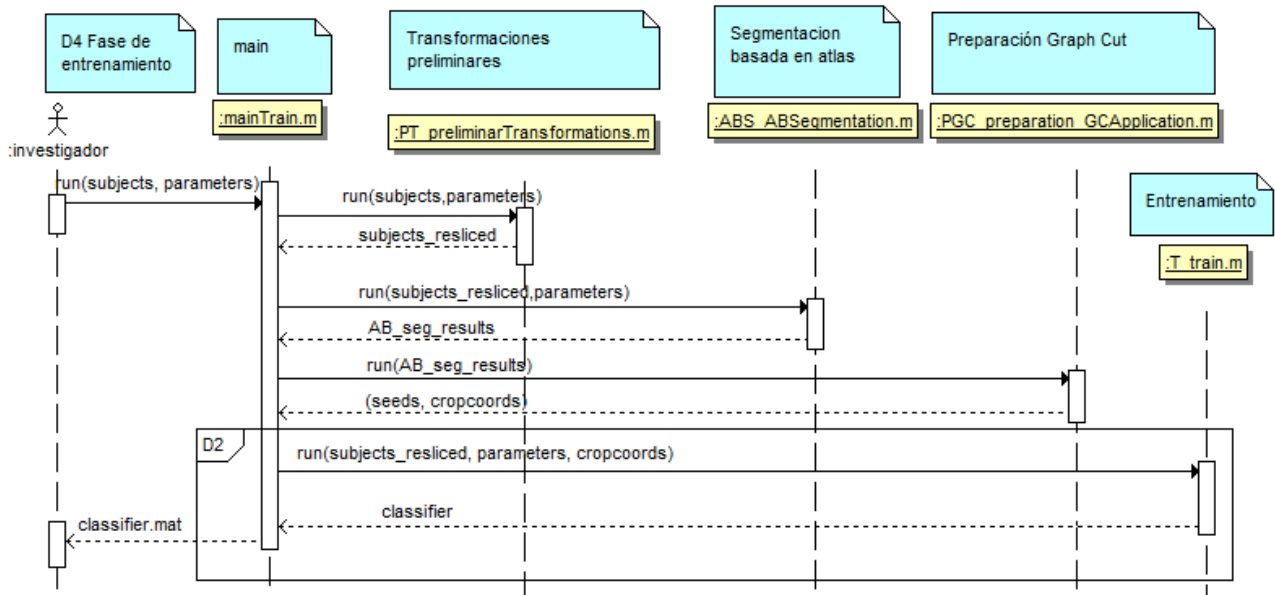 D4 Fase de
entrenamiento
main
Transformaciones
preliminares
Segmentacion
basada en atlas
Preparación Graph Cut
:mainTrain.m
:PT_preliminarTransformations.m
:ABS_ABSegmentation.m
:PGC_preparation_GCApplication.m
:investigador
Entrenamiento
:T_train.m
run(subjects, parameters)
run(subjects,parameters)
subjects_resliced
run(subjects_resliced,parameters)
AB_seg_results
run(AB_seg_results)
(seeds, cropcoords)
D2
run(subjects_resliced, parameters, cropcoords)
classifier
classifier.mat